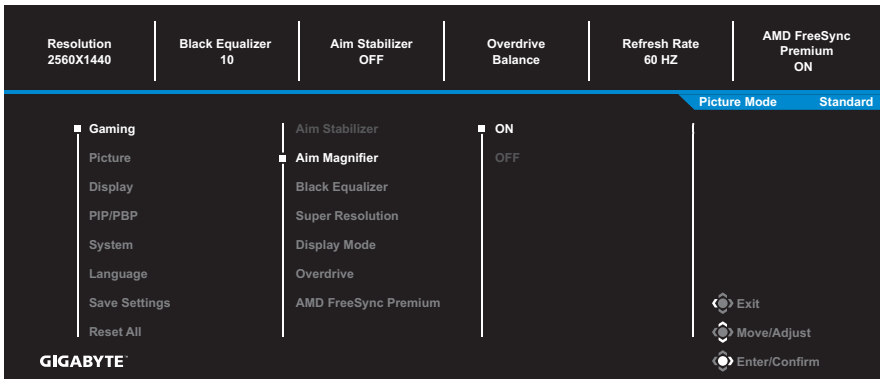 Resolution
2560X1440
Black Equalizer
10
Aim Stabilizer
OFF
Overdrive
Balance
Refresh Rate
60 HZ
AMD FreeSync
Premium
ON
Picture Mode Standard
Gaming
Picture
Display
PIP/PBP
System
Language
Save Settings
Reset All
Aim Stabilizer
Aim Magnifier
Black Equalizer
Super Resolution
Display Mode
Overdrive
AMD FreeSync Premium
ON
OFF
Exit
Move/Adjust
Enter/Confirm
GIGABYTE™